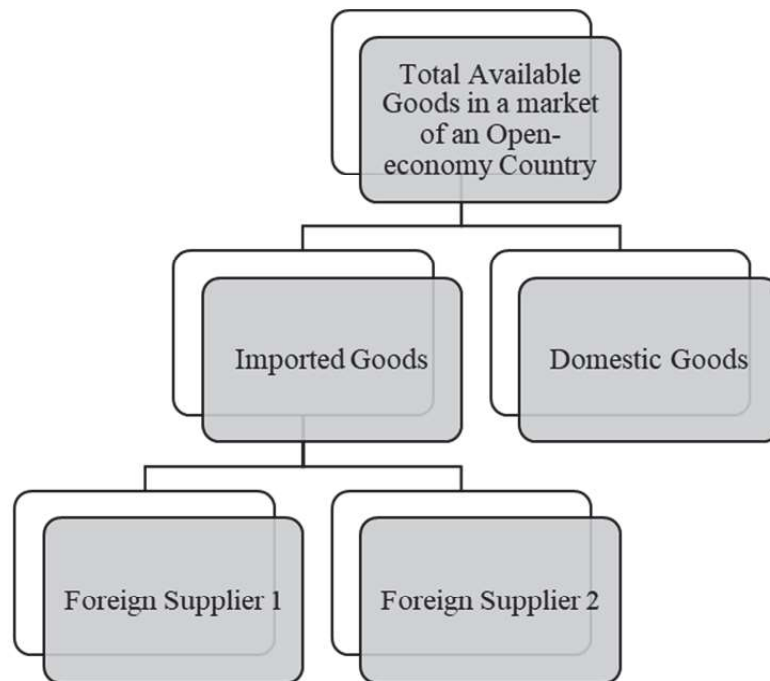 Total Available
Goods in a market
of an Open-
economy Country
Imported Goods
Domestic Goods
Foreign Supplier 1
Foreign Supplier 2